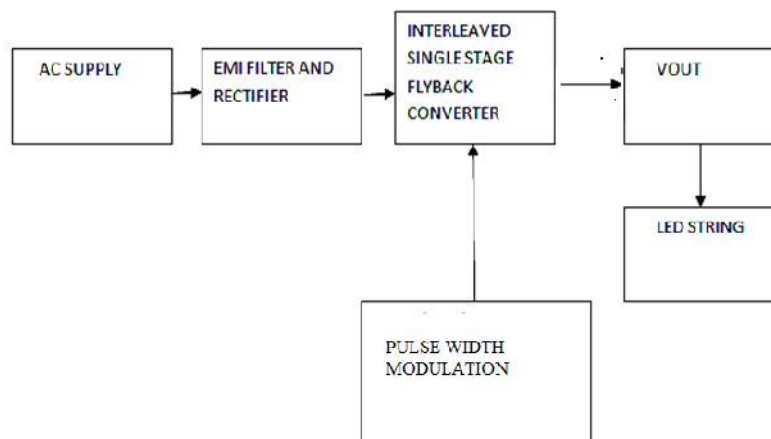 AC SUPPLY
EMI FILTER AND
RECTIFIER
INTERLEAVED
SINGLE STAGE
FLYBACK
CONVERTER
VOUT
LED STRING
PULSE WIDTH
MODULATION